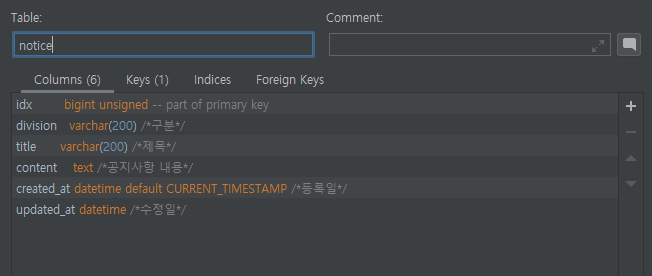 Table:
Comment:
notice
Columns (6)
Keys (1)
Indices
Foreign Keys
idx bigint unsigned -- part of primary key
division varchar(200) /*구분*/
title varchar(200) /*제목*/
content text /*공지사항 내용*/
created_at datetime default CURRENT_TIMESTAMP /*등록일*/
updated_at datetime /*수정일*/